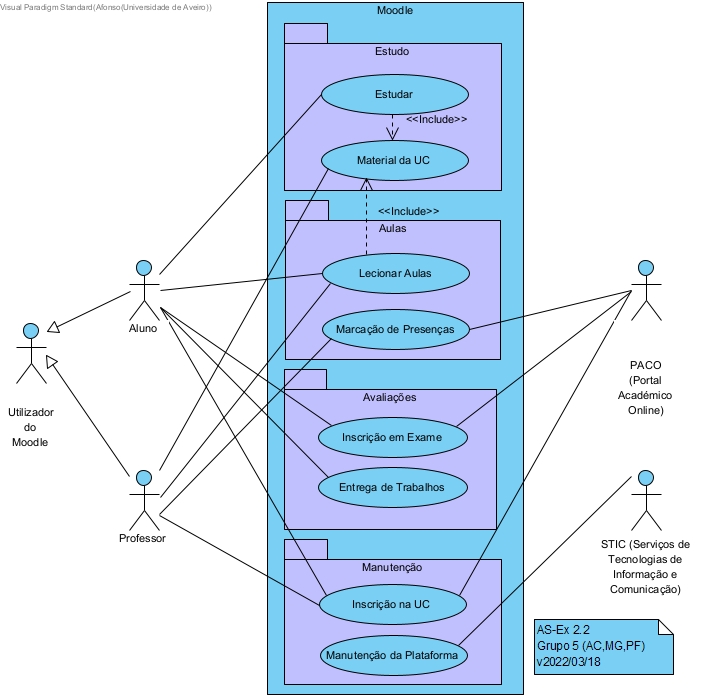 Visual Paradigm Standard(Afonso(Universidade de Aveiro))
Moodle
Estudo
Estudar
<<Include>>
Material da UC
<<Include>>
Aulas
Lecionar Aulas
Marcação de Presenças
Avaliações
Inscrição em Exame
Entrega de Trabalhos
Manutenção
Inscrição na UC
Manutenção da Plataforma
Aluno
Utilizador
do
Moodle
Professor
PACO
(Portal
Académico
Online)
STIC (Serviços de
Tecnologias de
Informação e
Comunicação)
AS-Ex 2.2
Grupo 5 (AC,MG,PF)
v2022/03/18